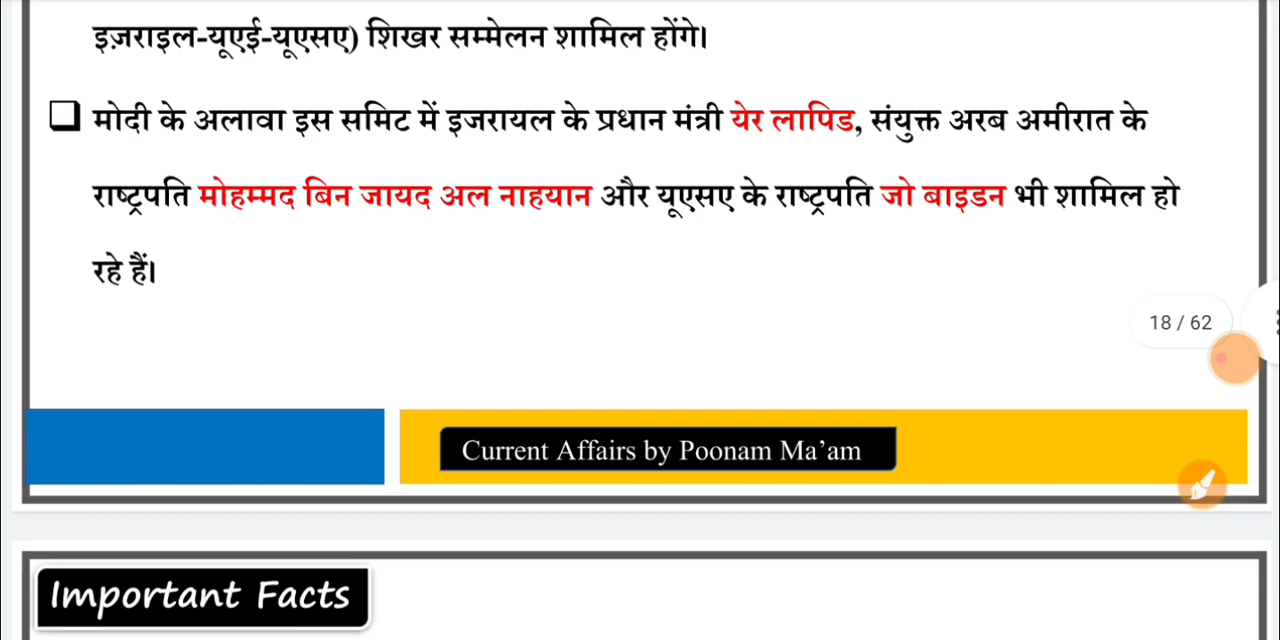 इज़राइल-यूएई-यूएसए) शिखर सम्मेलन शामिल होंगे।
मोदी के अलावा इस समिट में इजरायल के प्रधान मंत्री येर लापिड, संयुक्त अरब अमीरात के
राष्ट्रपति मोहम्मद बिन जायद अल नाहयान और यूएसए के राष्ट्रपति जो बाइडन भी शामिल हो
रहे हैं।
18 / 62
Current Affairs by Poonam Ma’am
Important Facts